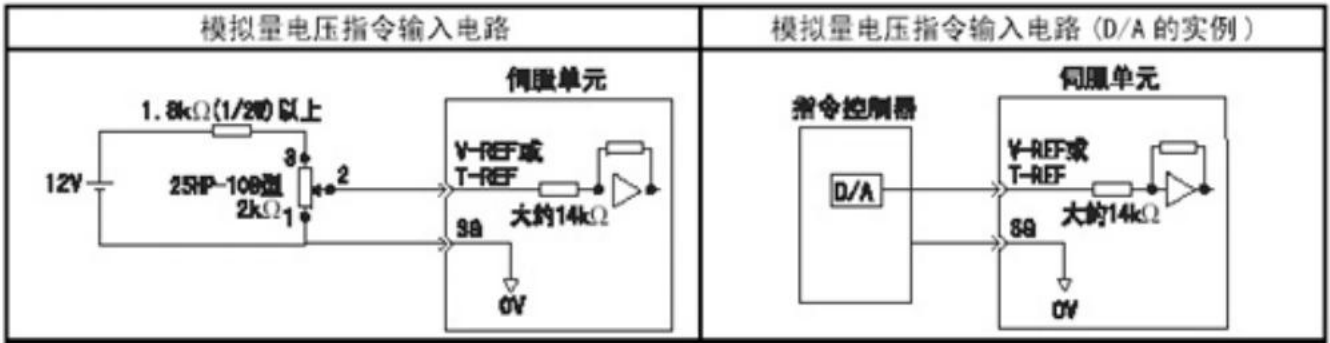 模拟量电压指令输入电路
模拟量电压指令输入电路(D/A 的实例)
伺服单元
1.8kΩ(1/2W)以上
3
V-REF或
T-REF
12V
25HP-10B型
2
2kΩ
1
大约14kΩ
SG
0V
伺服单元
指令控制器
V-REF或
T-REF
D/A
大约14kΩ
SG
0V